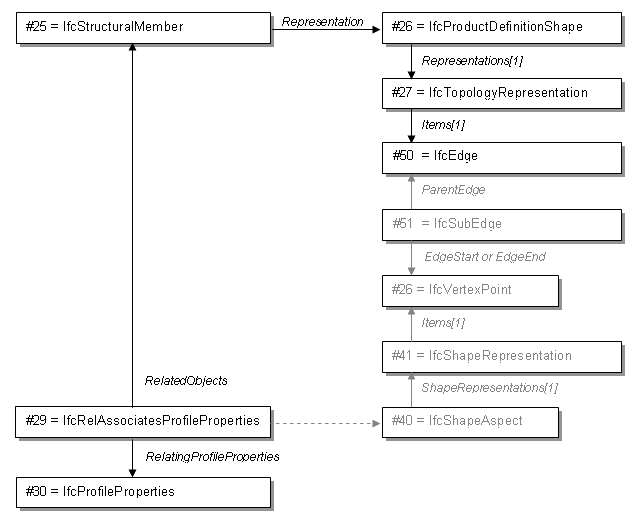 #25 = IfcStructuralMember
Representation
#26 = IfcProductDefinitionShape
Representations[1]
#27 = IfcTopologyRepresentation
Items[1]
#50 = IfcEdge
ParentEdge
#51 = IfcSubEdge
EdgeStart or EdgeEnd
#26 = IfcVertexPoint
Items[1]
#41 = IfcShapeRepresentation
RelatedObjects
ShapeRepresentations[1]
#29 = IfcRelAssociatesProfileProperties
#40 = IfcShapeAspect
RelatingProfileProperties
#30 = IfcProfileProperties